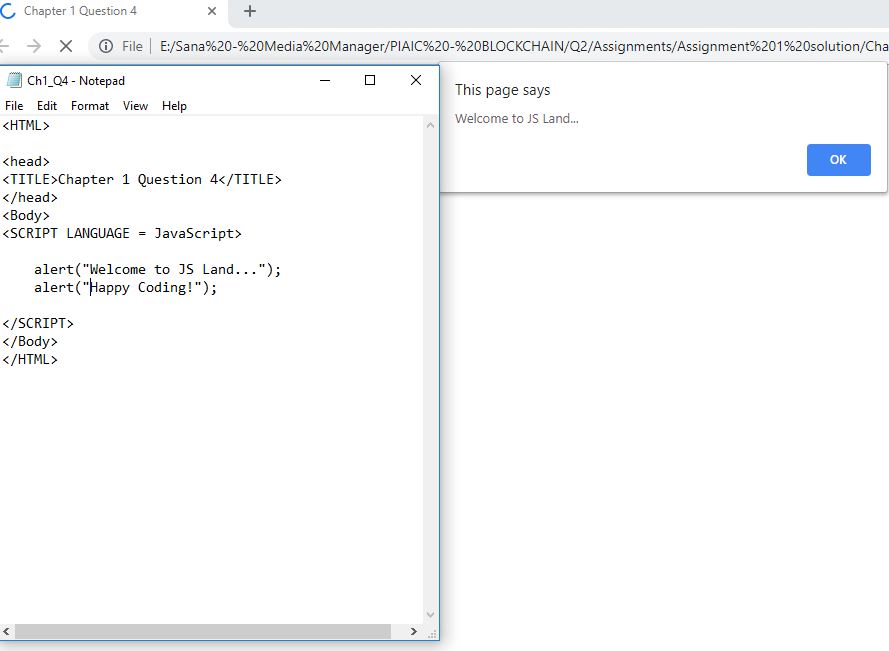 Chapter 1 Question 4
File E:/Sana%20-%20Media%20Manager/PIAIC%20-%20BLOCKCHAIN/Q2/Assignments/Assignment%201%20solution/Cha
Ch1_Q4 - Notepad
File Edit Format View Help
<HTML>
<head>
<TITLE>Chapter 1 Question 4</TITLE>
</head>
<Body>
<SCRIPT LANGUAGE = JavaScript>
alert("Welcome to JS Land...");
alert("Happy Coding!");
</SCRIPT>
</Body>
</HTML>
This page says
Welcome to JS Land...
OK